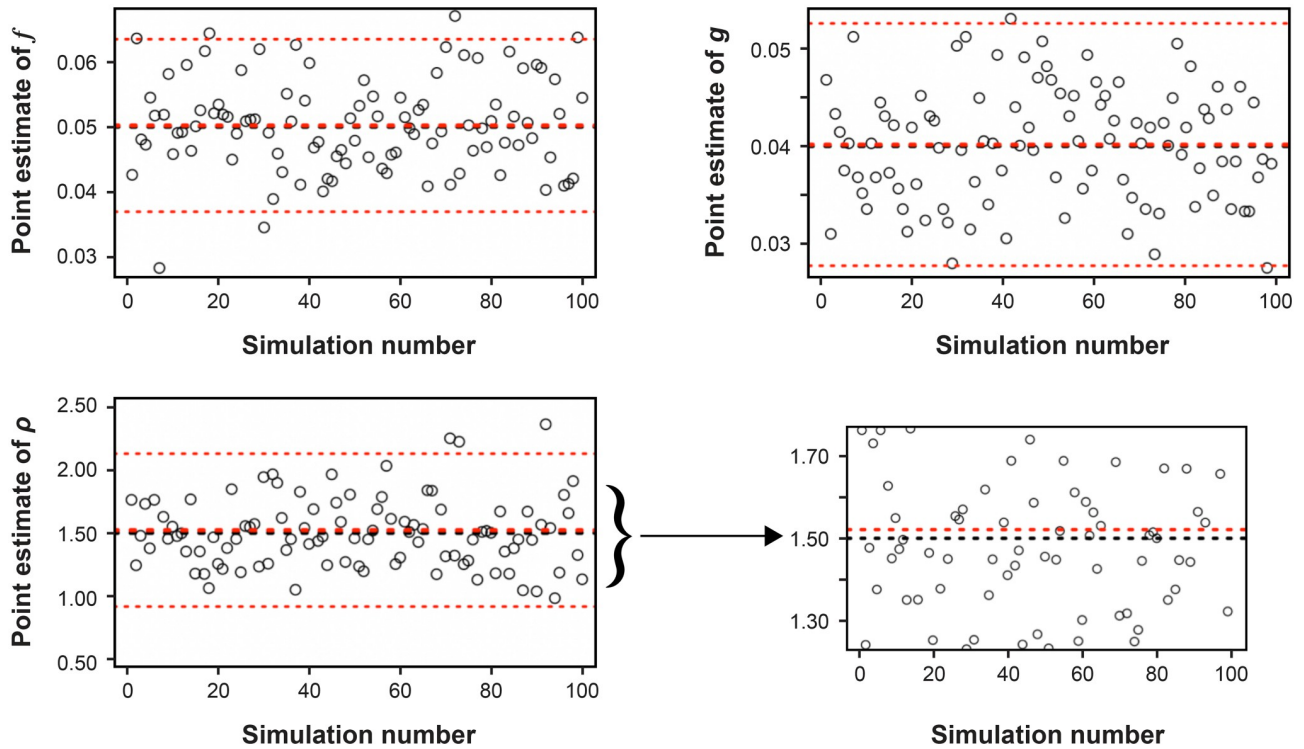 Point estimate of f
0.06
0.05
0.04
0.03
0 20 40 60 80 100
Simulation number
Point estimate of g
0.05
0.04
0.03
0 20 40 60 80 100
Simulation number
Point estimate of ρ
2.50
2.00
1.50
1.00
0.50
0 20 40 60 80 100
Simulation number
1.70
1.50
1.30
0 20 40 60 80 100
Simulation number